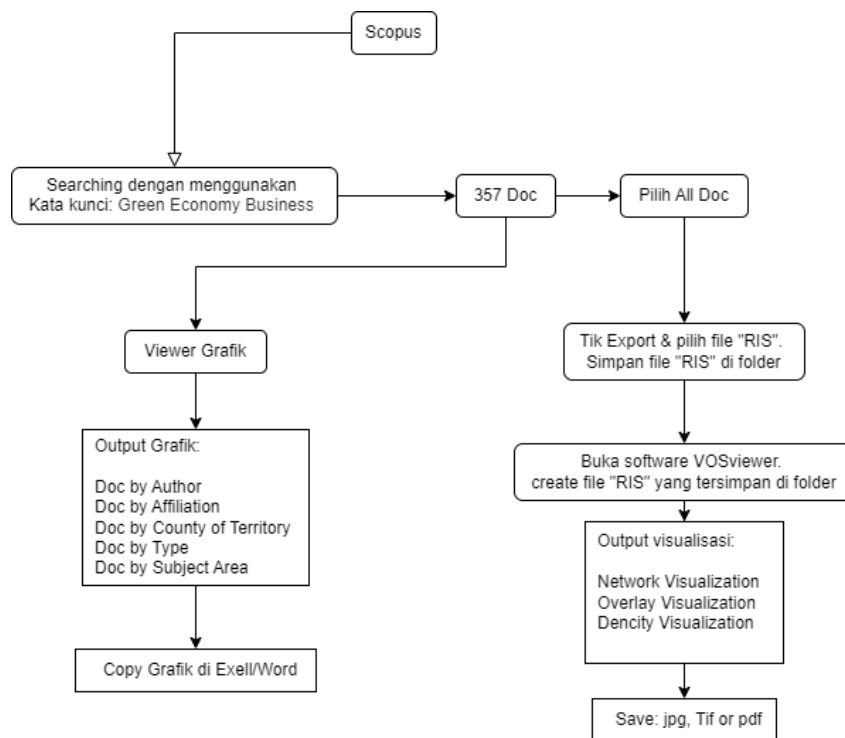 Scopus
Searching dengan menggunakan
Kata kunci: Green Economy Business
357 Doc
Pilih All Doc
Viewer Grafik
Output Grafik:
Doc by Author
Doc by Affiliation
Doc by County of Territory
Doc by Type
Doc by Subject Area
Copy Grafik di Exell/Word
Tik Export & pilih file "RIS".
Simpan file "RIS" di folder
Buka software VOSviewer.
create file "RIS" yang tersimpan di folder
Output visualisasi:
Network Visualization
Overlay Visualization
Dencity Visualization
Save: jpg, Tif or pdf